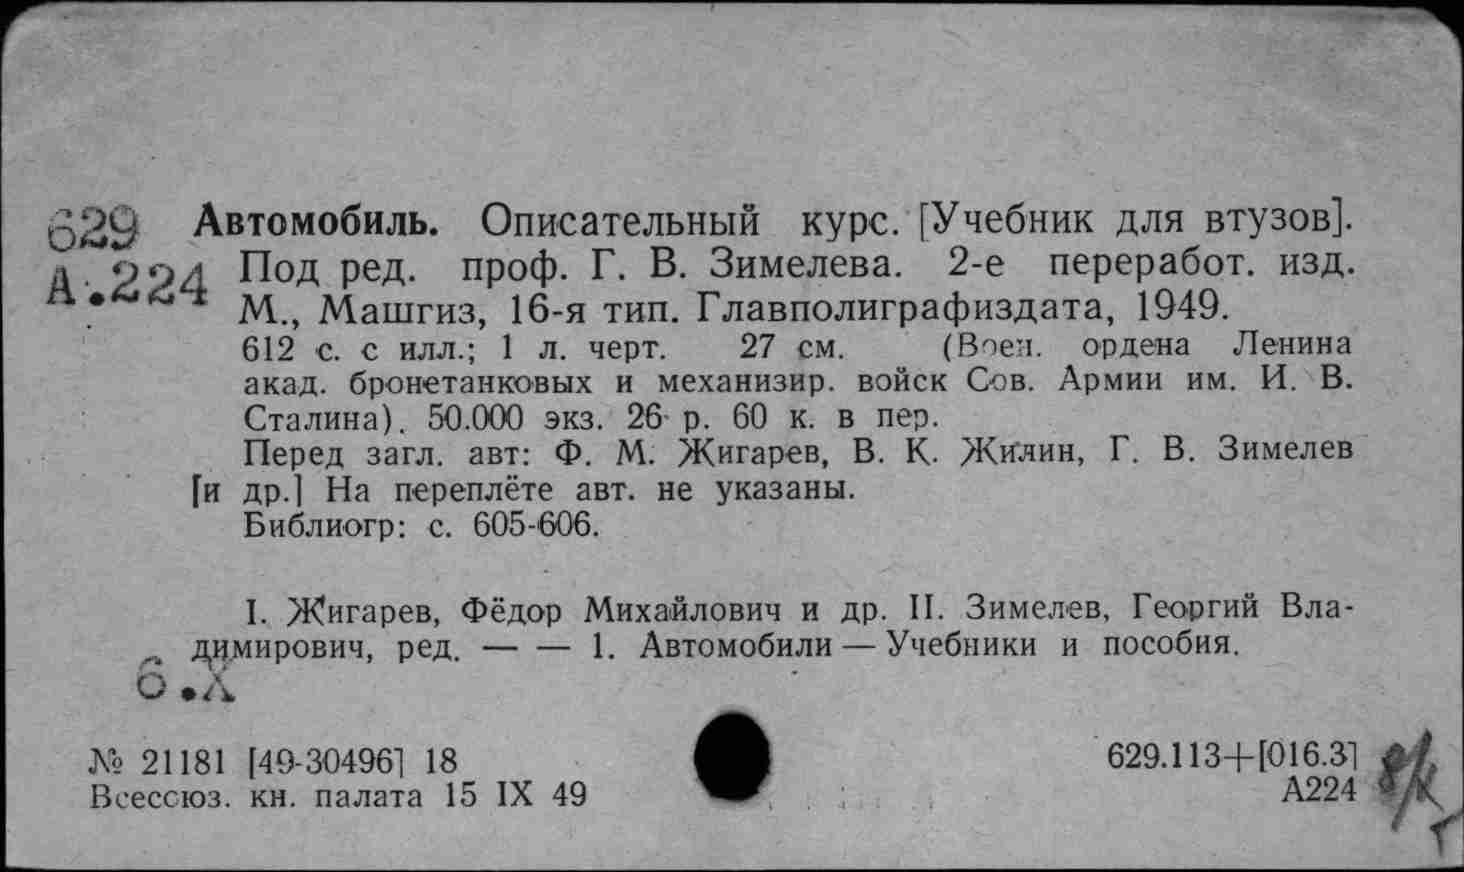 629 Автомобиль. Описательный курс. [Учебник для втузов].
А.224 Под ред. проф. Г. В. Зимелева. 2-е переработ. изд.
М., Машгиз, 16-я тип. Главполиграфиздата, 1949.
612 с. с илл.; 1 л. черт. 27 см. (Воен. ордена Ленина
акад. бронетанковых и механизир. войск Сов. Армии им. И. В.
Сталина). 50.000 экз. 26 р. 60 к. в пер.
Перед загл. авт: Ф. М. Жигарев, В. К. Жилин, Г. В. Зимелев
[и др.] На переплёте авт. не указаны.
Библиогр: с. 605-606.
I. Жигарев, Фёдор Михайлович и др. II. Зимелев, Георгий Вла-
димирович, ред. — — 1. Автомобили — Учебники и пособия.
б.Х
№ 21181 [49-30496] 18
Всесоюз. кн. палата 15 IX 49
629.113+[016.3]
А224